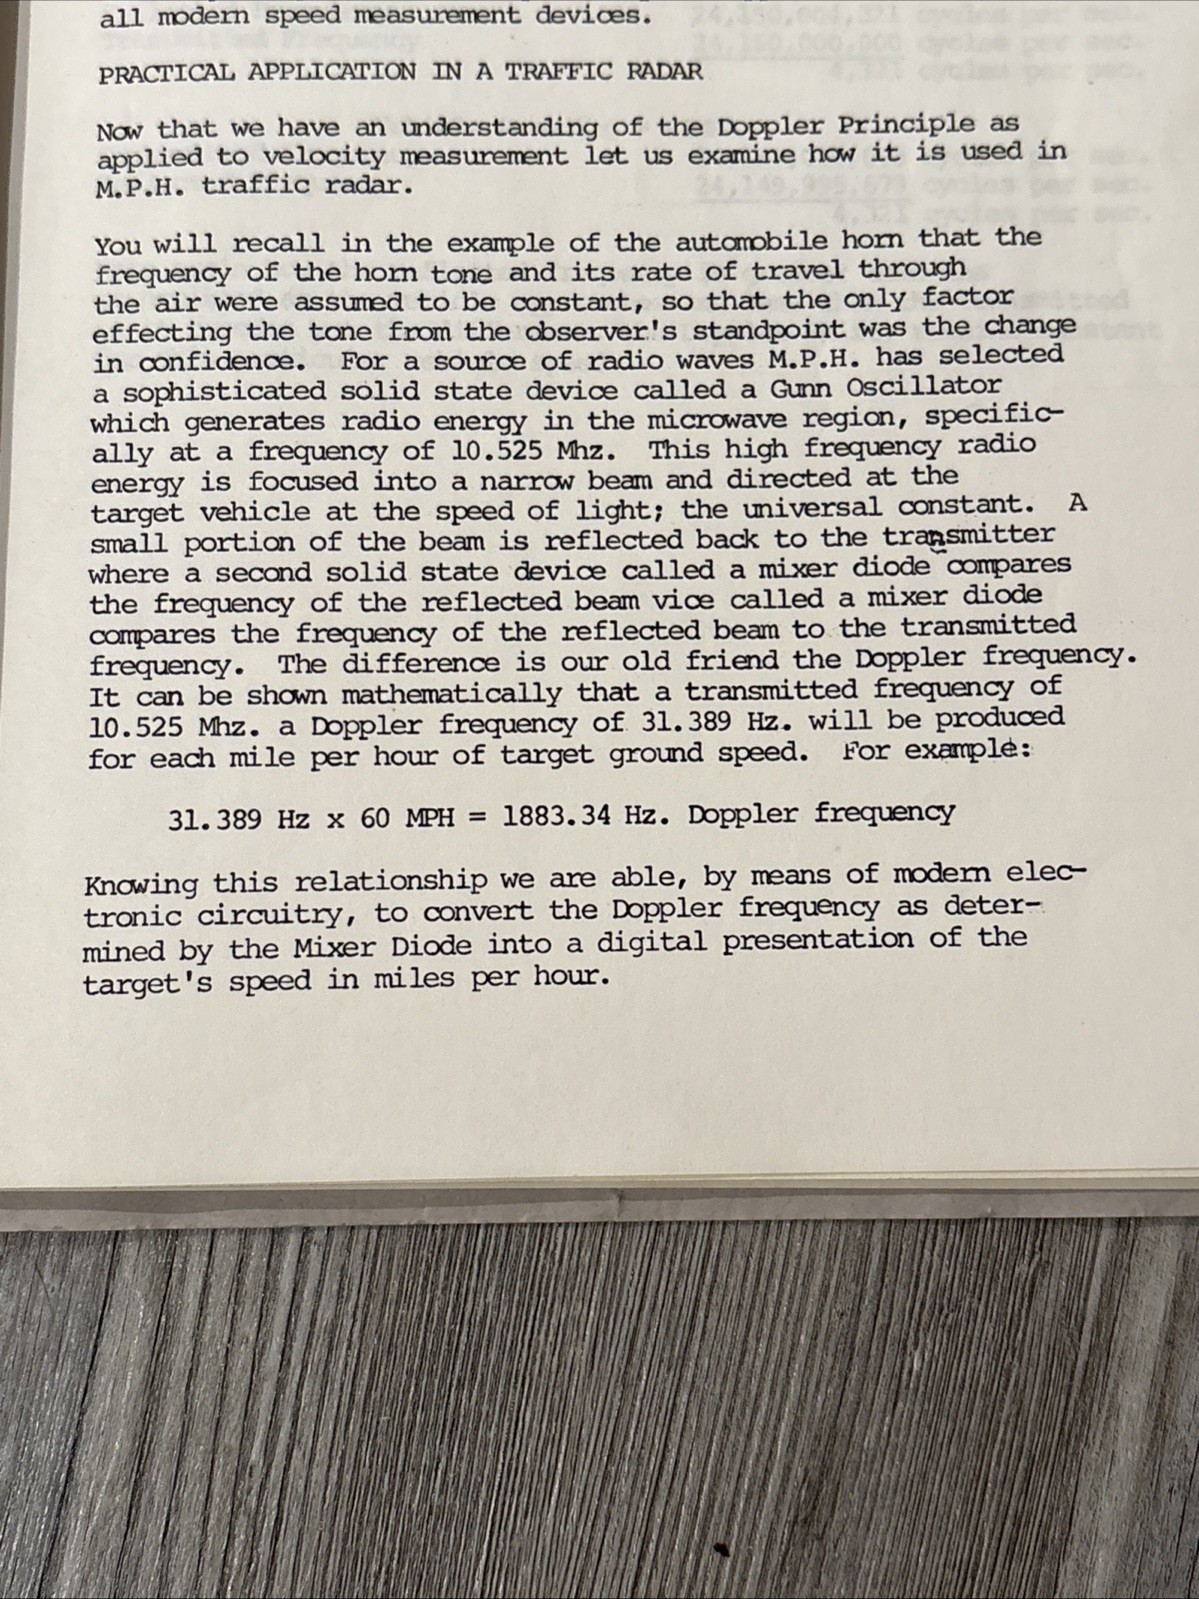 all modern speed measurement devices.
PRACTICAL APPLICATION IN A TRAFFIC RADAR
Now that we have an understanding of the Doppler Principle as
applied to velocity measurement let us examine how it is used in
M.P.H. traffic radar.
You will recall in the example of the automobile horn that the
frequency of the horn tone and its rate of travel through
the air were assumed to be constant, so that the only factor
effecting the tone from the observer's standpoint was the change
in confidence. For a source of radio waves M.P.H. has selected
a sophisticated solid state device called a Gunn Oscillator
which generates radio energy in the microwave region, specific-
ally at a frequency of 10.525 Mhz. This high frequency radio
energy is focused into a narrow beam and directed at the
target vehicle at the speed of light; the universal constant. A
small portion of the beam is reflected back to the transmitter
where a second solid state device called a mixer diode compares
the frequency of the reflected beam vice called a mixer diode
compares the frequency of the reflected beam to the transmitted
frequency. The difference is our old friend the Doppler frequency.
It can be shown mathematically that a transmitted frequency of
10.525 Mhz. a Doppler frequency of 31.389 Hz. will be produced
for each mile per hour of target ground speed. For example:
31.389 Hz x 60 MPH = 1883.34 Hz. Doppler frequency
Knowing this relationship we are able, by means of modern elec-
tronic circuitry, to convert the Doppler frequency as deter-
mined by the Mixer Diode into a digital presentation of the
target's speed in miles per hour.